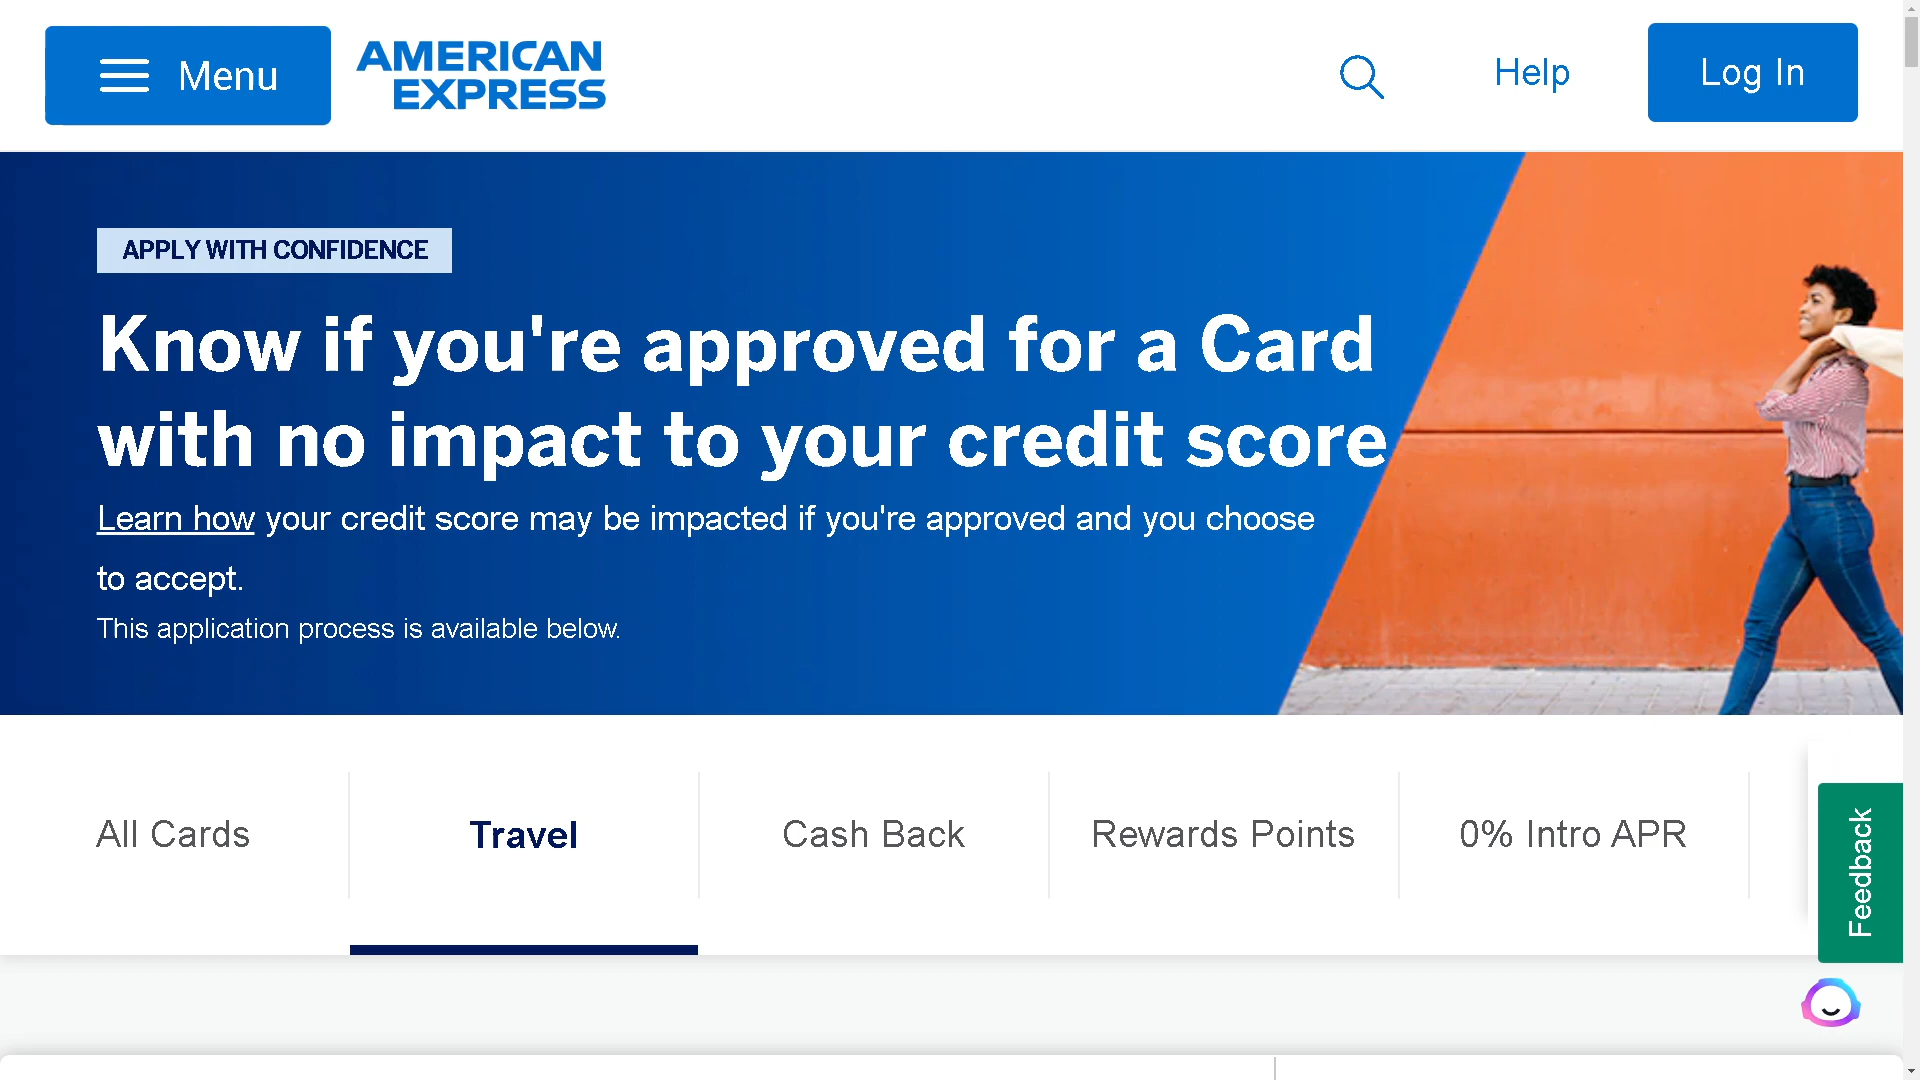 Menu
AMERICAN
EXPRESS
Help
Log In
APPLY WITH CONFIDENCE
Know if you're approved for a Card
with no impact to your credit score
Learn how your credit score may be impacted if you're approved and you choose
to accept.
This application process is available below.
All Cards
Travel
Cash Back
Rewards Points
0% Intro APR
Feedback